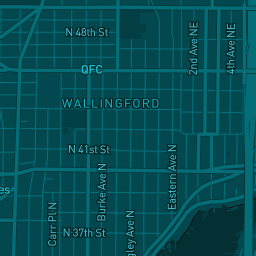 N 48th St
2nd Ave NE
4th Ave NE
QFC
WALLINGFORD
N 41st St
Eastern Ave N
Burke Ave N
Carr Pl N
N 37th St